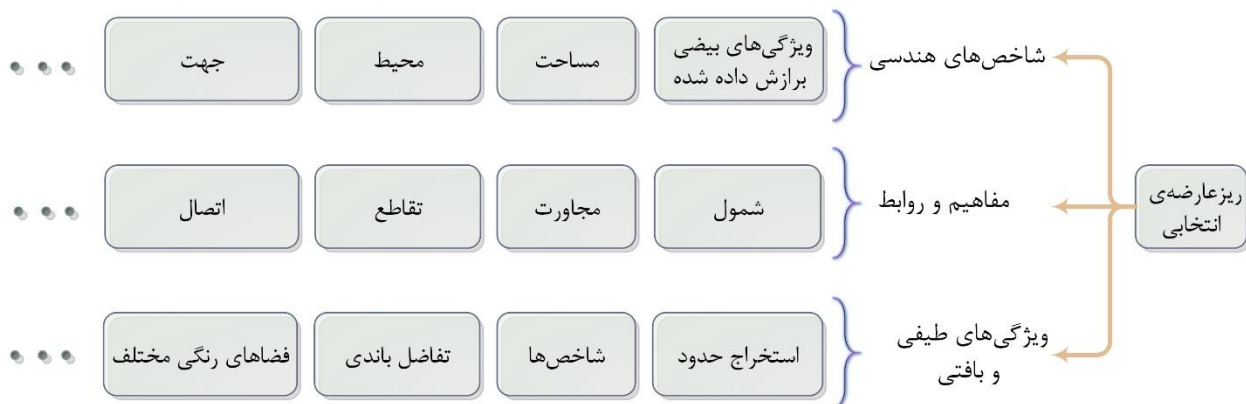 ریزعارضه‌ی
انتخابی
شاخص‌های هندسی
ویژگی‌های بیضی
برازش داده شده
مساحت
محیط
جهت
مفاهیم و روابط
شمول
مجاورت
تقاطع
اتصال
ویژگی‌های طیفی
و بافتی
استخراج حدود
شاخص‌ها
تفاضل باندی
فضاهای رنگی مختلف